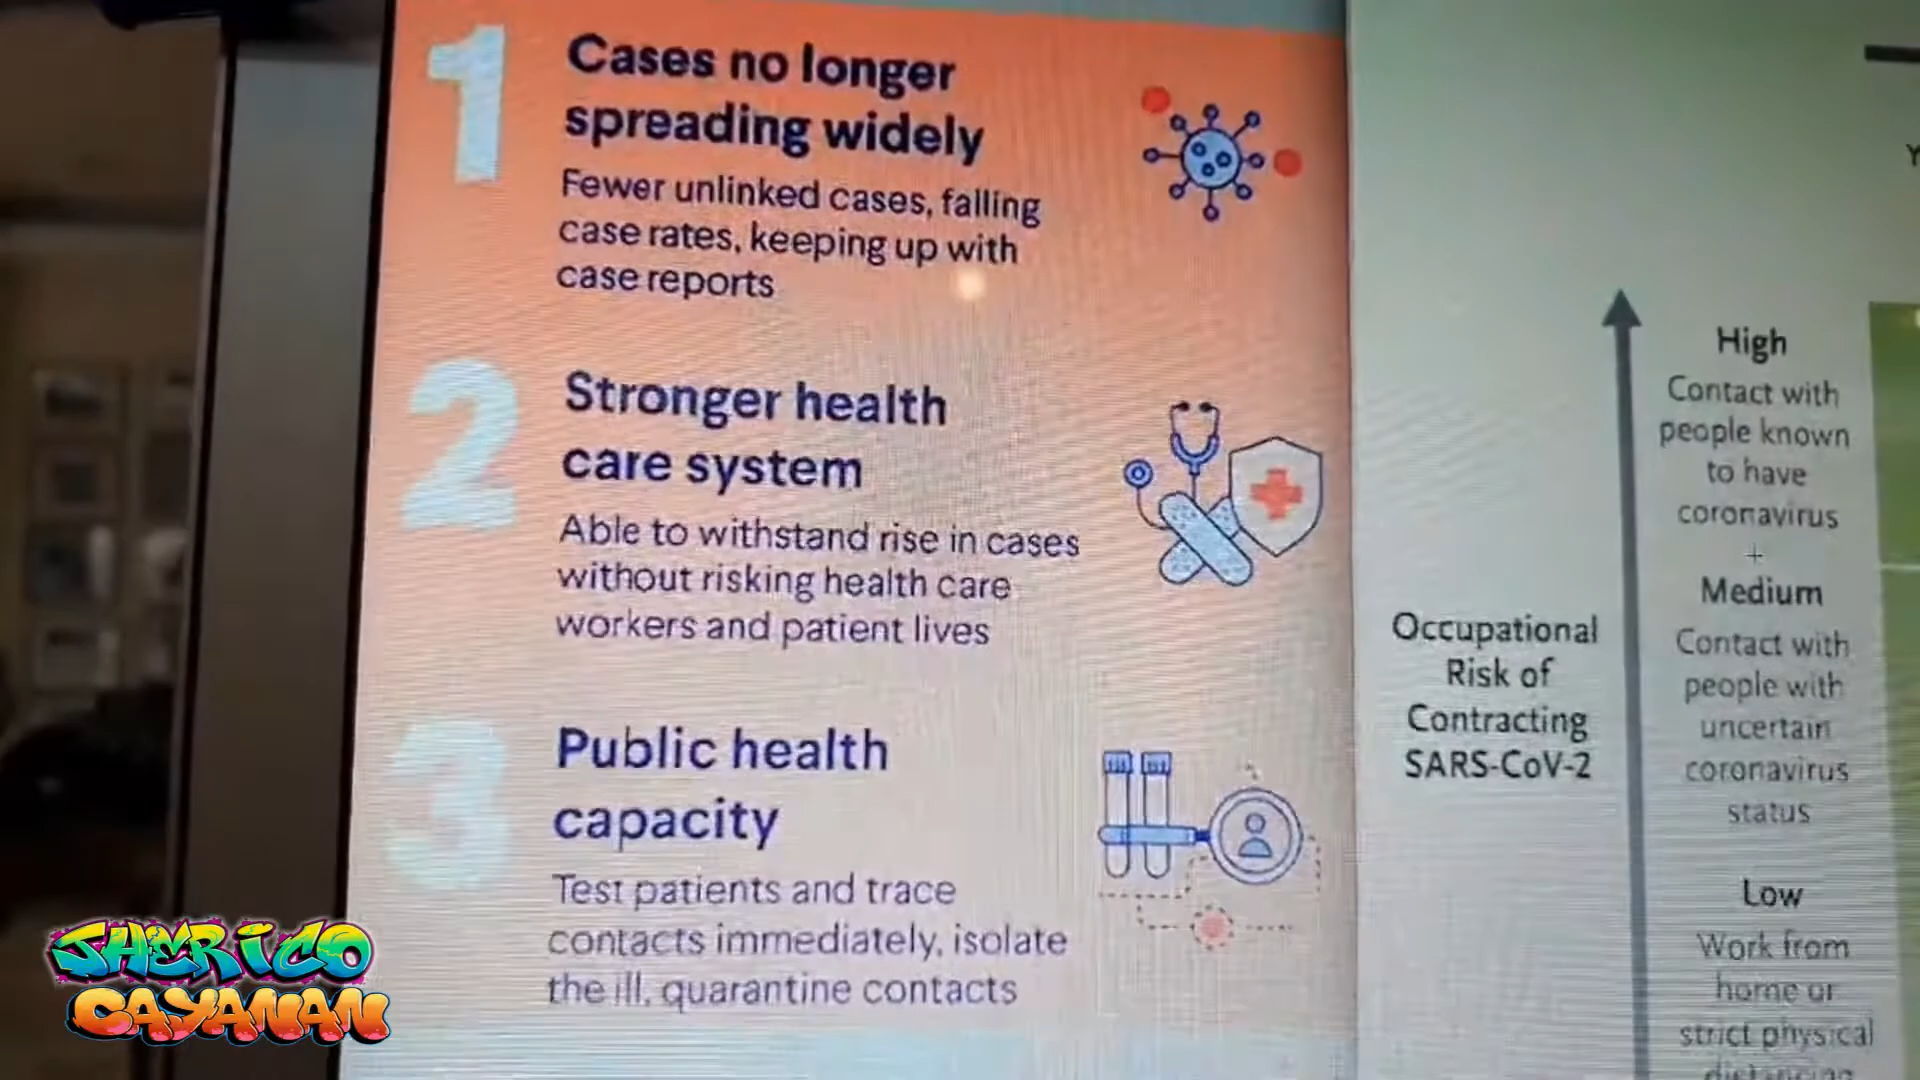 1
Cases no longer
spreading widely
Fewer unlinked cases, falling
case rates, keeping up with
case reports
2
Stronger health
care system
Able to withstand rise in cases
without risking health care
workers and patient lives
3
Public health
capacity
Test patients and trace
contacts immediately, isolate
the ill, quarantine contacts
Occupational
Risk of
Contracting
SARS-CoV-2
High
Contact with
people known
to have
coronavirus
+
Medium
Contact with
people with
uncertain
coronavirus
status
Low
Work from
home or
strict physical
distancing
JHERICO
CAYANAN